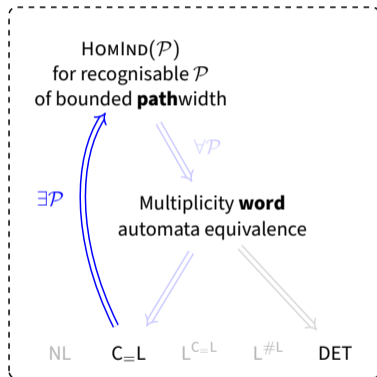 HOMIND(𝒫)
for recognisable 𝒫
of bounded pathwidth
∀𝒫
∃𝒫
Multiplicity word
automata equivalence
NL C₌L L^{C₌L} L^{#L} DET